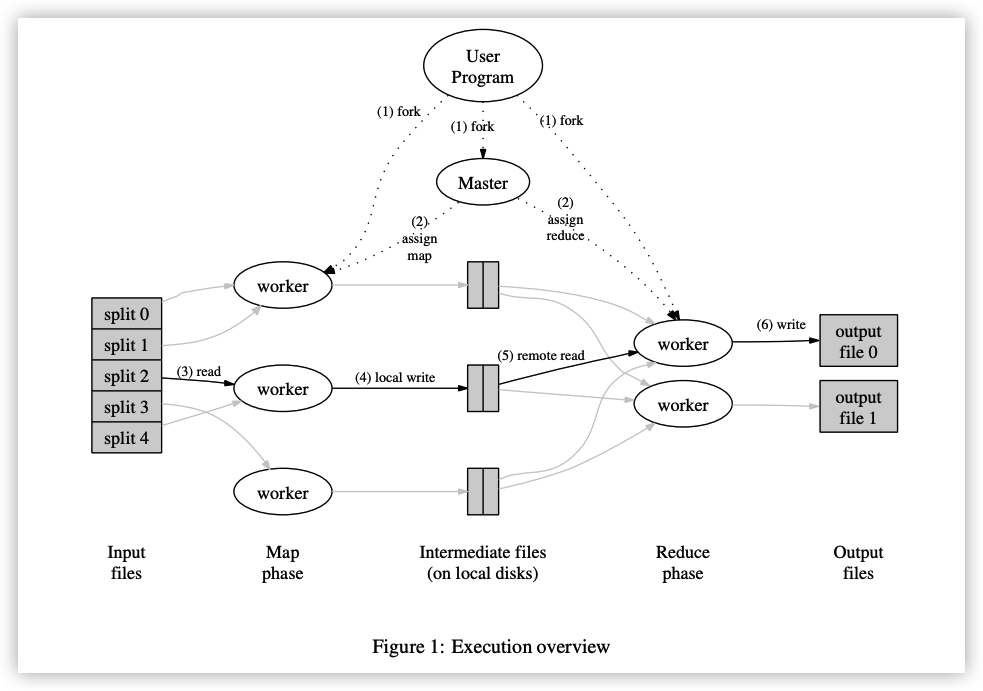 User
Program
(1) fork
(1) fork
(1) fork
Master
(2)
assign
map
(2)
assign
reduce
worker
split 0
split 1
split 2
split 3
split 4
(3) read
worker
(4) local write
(5) remote read
worker
(6) write
output
file 0
worker
output
file 1
worker
Input
files
Map
phase
Intermediate files
(on local disks)
Reduce
phase
Output
files
Figure 1: Execution overview